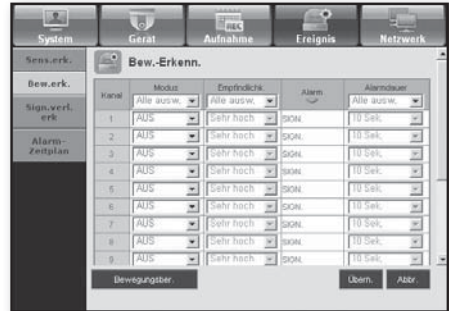 System Gerät Aufnahme Ereignis Netzwerk
REC
Sens.erk.
Bew.erk.
Sign.verl.
erk
Alarm-
Zeitplan
Bew.-Erkenn.
Kanal Modus Empfindlichk. Alarm Alarmdauer
Alle ausw. Alle ausw. Alle ausw.
1 AUS Sehr hoch SIGN. 10 Sek.
2 AUS Sehr hoch SIGN. 10 Sek.
3 AUS Sehr hoch SIGN. 10 Sek.
4 AUS Sehr hoch SIGN. 10 Sek.
5 AUS Sehr hoch SIGN. 10 Sek.
6 AUS Sehr hoch SIGN. 10 Sek.
7 AUS Sehr hoch SIGN. 10 Sek.
8 AUS Sehr hoch SIGN. 10 Sek.
9 AUS Sehr hoch SIGN. 10 Sek.
Bewegungsber. Übern. Abbr.